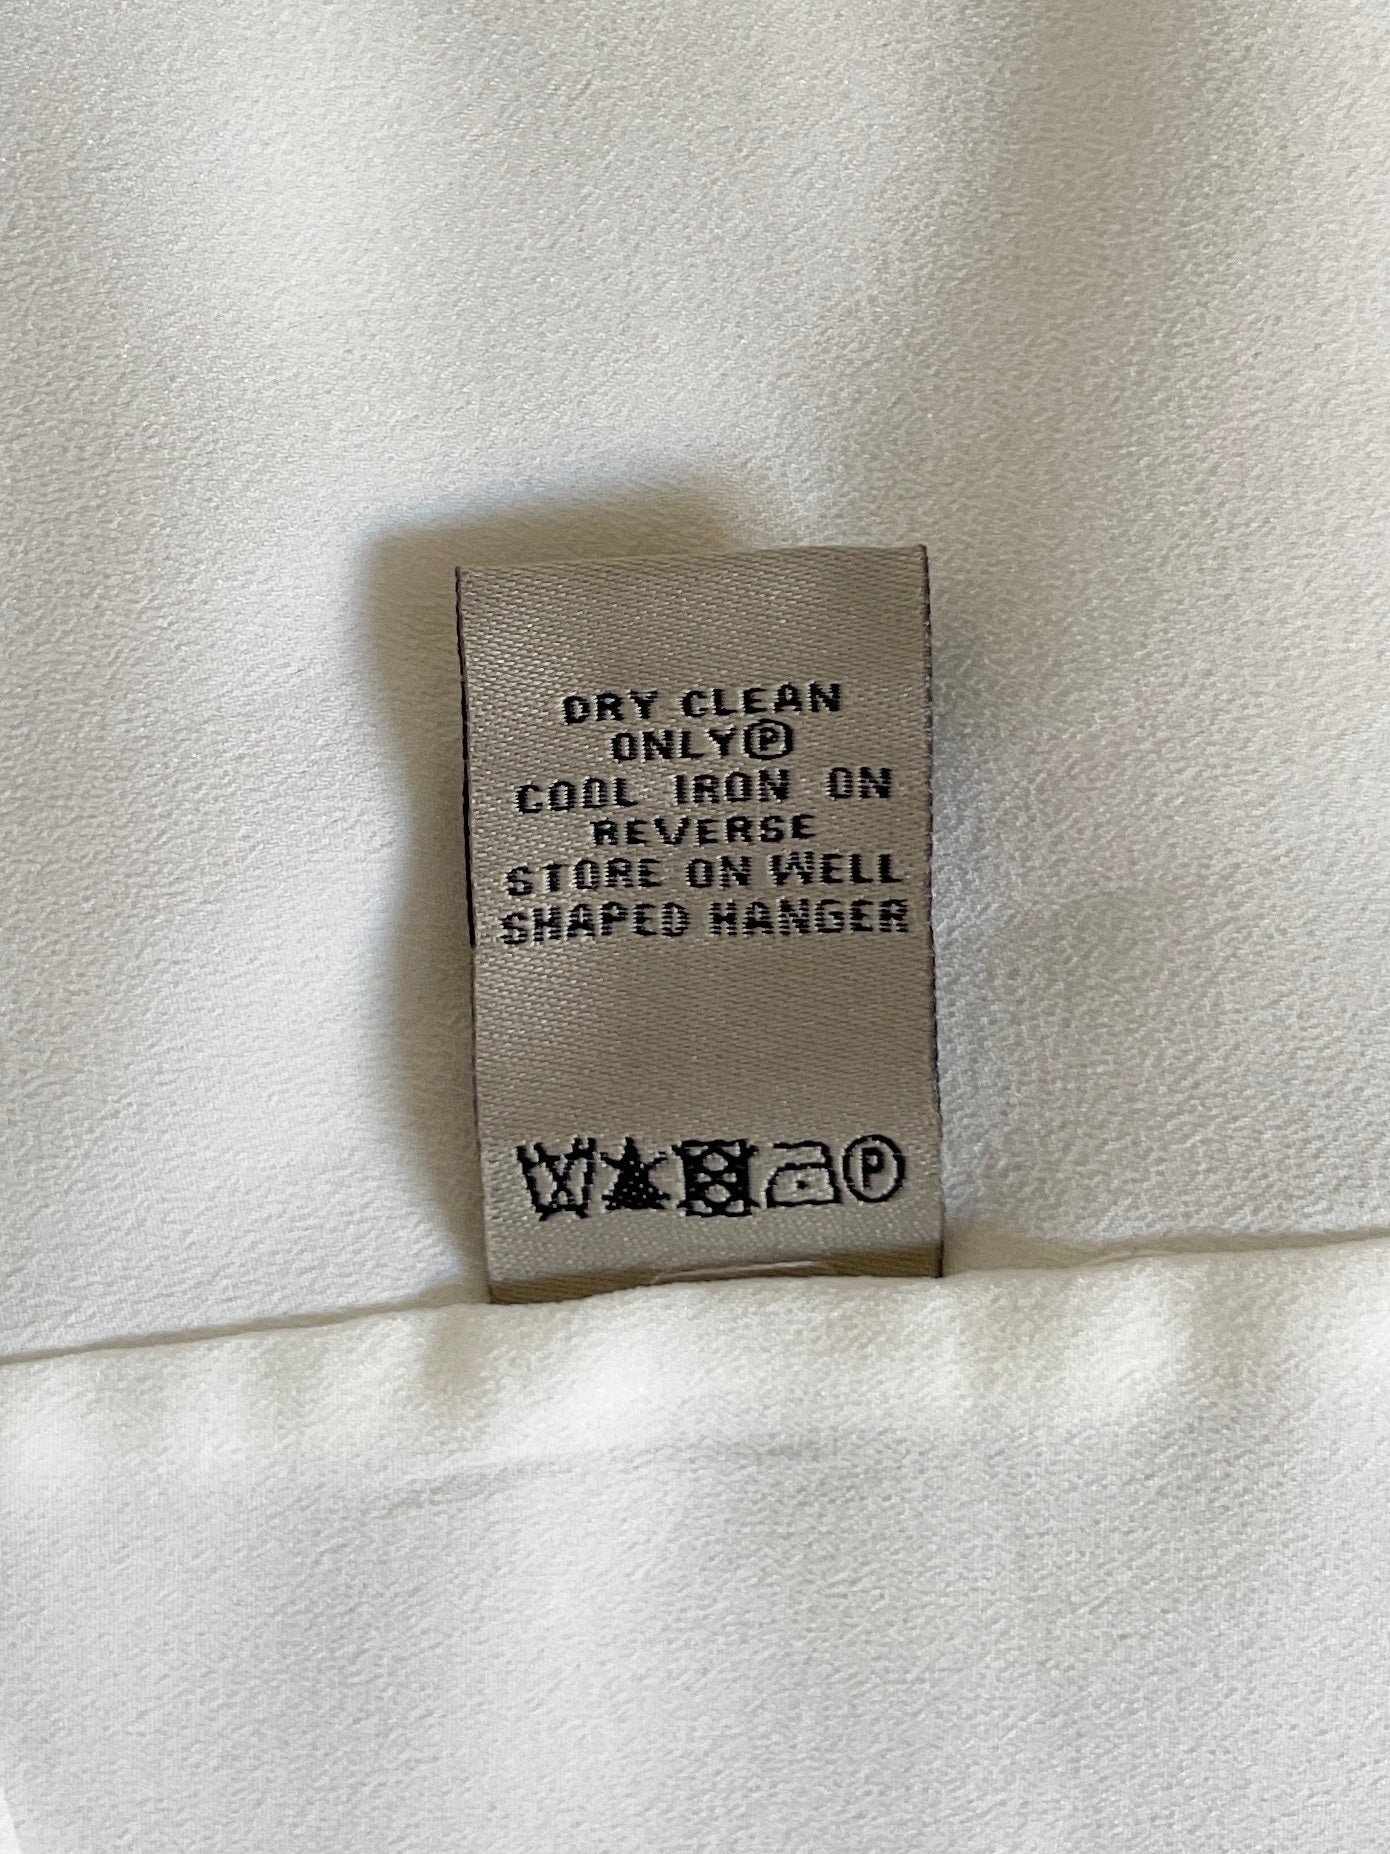 DRY CLEAN
ONLYⓅ
COOL IRON ON
REVERSE
STORE ON WELL
SHAPED HANGER
Ⓟ